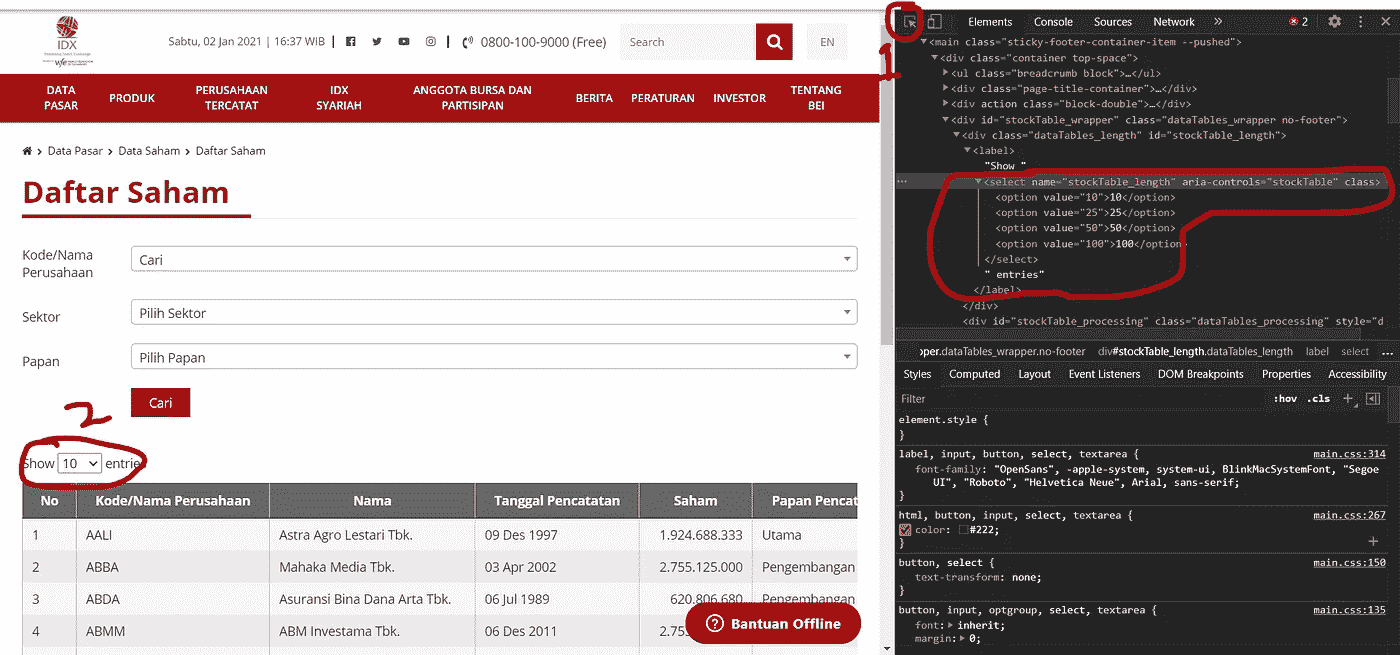 IDX
Sabtu, 02 Jan 2021 | 16:37 WIB
0800-100-9000 (Free)
Search
EN
DATA PASAR
PRODUK
PERUSAHAAN TERCATAT
IDX SYARIAH
ANGGOTA BURSA DAN PARTISIPAN
BERITA
PERATURAN
INVESTOR
TENTANG BEI
Data Pasar > Data Saham > Daftar Saham
Daftar Saham
Kode/Nama Perusahaan
Cari
Sektor
Pilih Sektor
Papan
Pilih Papan
Cari
2
Show 10 entries
No Kode/Nama Perusahaan Nama Tanggal Pencatatan Saham Papan Pencat
1 AALI Astra Agro Lestari Tbk. 09 Des 1997 1.924.688.333 Utama
2 ABBA Mahaka Media Tbk. 03 Apr 2002 2.755.125.000 Pengembangan
3 ABDA Asuransi Bina Dana Arta Tbk. 06 Jul 1989 620.806.680 Pengembangan
4 ABMM ABM Investama Tbk. 06 Des 2011 2.75
Bantuan Offline
1
Elements Console Sources Network » 2
<main class="sticky-footer-container-item --pushed">
<div class="container top-space">
<ul class="breadcrumb block">…</ul>
<div class="page-title-container">…</div>
<div action class="block-double">…</div>
<div id="stockTable_wrapper" class="dataTables_wrapper no-footer">
<div class="dataTables_length" id="stockTable_length">
<label>
"Show "
<select name="stockTable_length" aria-controls="stockTable" class>
<option value="10">10</option>
<option value="25">25</option>
<option value="50">50</option>
<option value="100">100</option
</select>
" entries"
</label>
</div>
<div id="stockTable_processing" class="dataTables_processing" style="d
oper.dataTables_wrapper.no-footer div#stockTable_length.dataTables_length label select ...
Styles Computed Layout Event Listeners DOM Breakpoints Properties Accessibility
Filter :hov .cls +
element.style {
}
label, input, button, select, textarea { main.css:314
font-family: "OpenSans", -apple-system, system-ui, BlinkMacSystemFont, "Segoe
UI", "Roboto", "Helvetica Neue", Arial, sans-serif;
}
html, button, input, select, textarea { main.css:267
color: #222;
}
button, select { main.css:150
text-transform: none;
}
button, input, optgroup, select, textarea { main.css:135
font: inherit;
margin: 0;